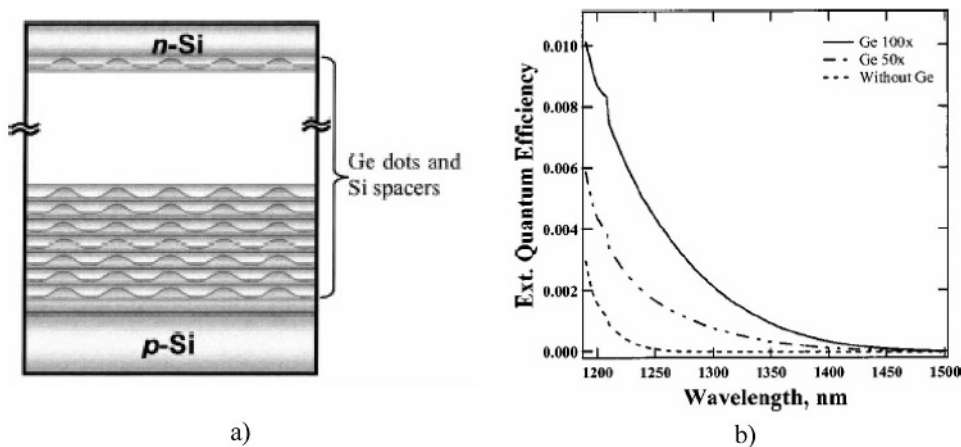 n-Si
Ge dots and
Si spacers
p-Si
a)
Ext. Quantum Efficiency
0.010
0.008
0.006
0.004
0.002
0.000
Ge 100x
Ge 50x
Without Ge
1200 1250 1300 1350 1400 1450 1500
Wavelength, nm
b)